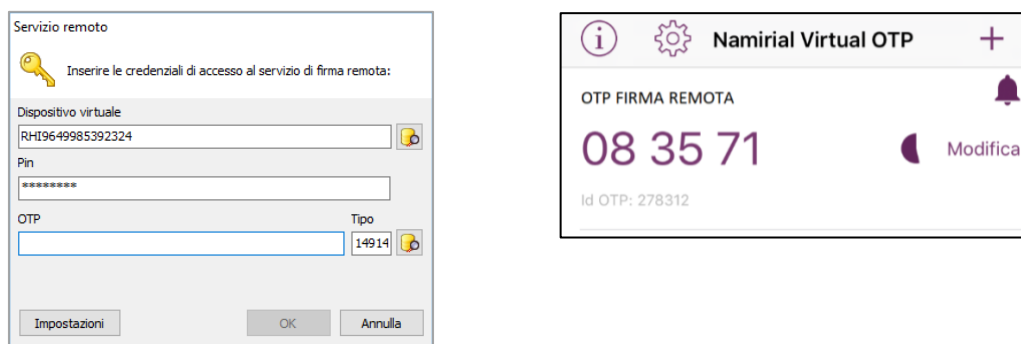 Servizio remoto
Inserire le credenziali di accesso al servizio di firma remota:
Dispositivo virtuale
RHI9649985392324
Pin
********
OTP Tipo
14914
Impostazioni OK Annulla
Namirial Virtual OTP +
OTP FIRMA REMOTA
08 35 71 Modifica
Id OTP: 278312